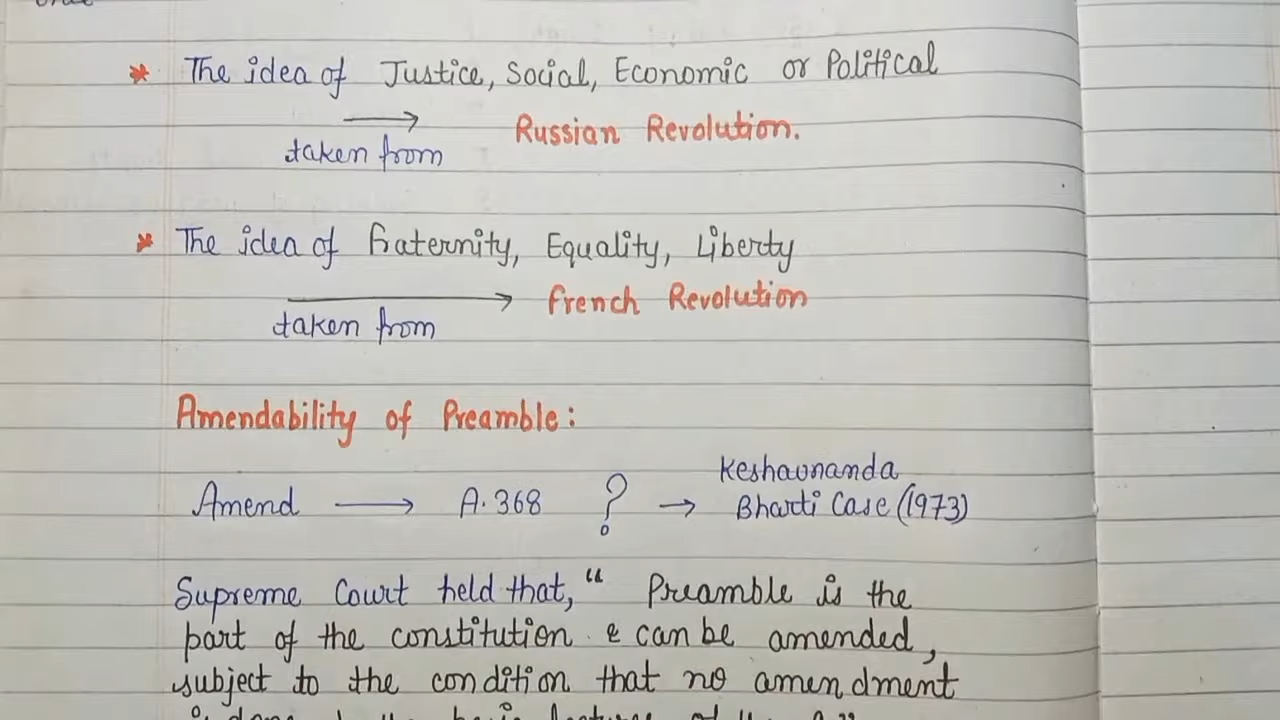 * The idea of Justice, Social, Economic or Political
→ Russian Revolution.
taken from
* The idea of fraternity, Equality, Liberty
→ French Revolution
taken from
Amendability of Preamble:
Keshavnanda
Amend → A.368 ? → Bharti Case (1973)
Supreme Court held that, “ Preamble is the
part of the constitution & can be amended,
subject to the condition that no amendment